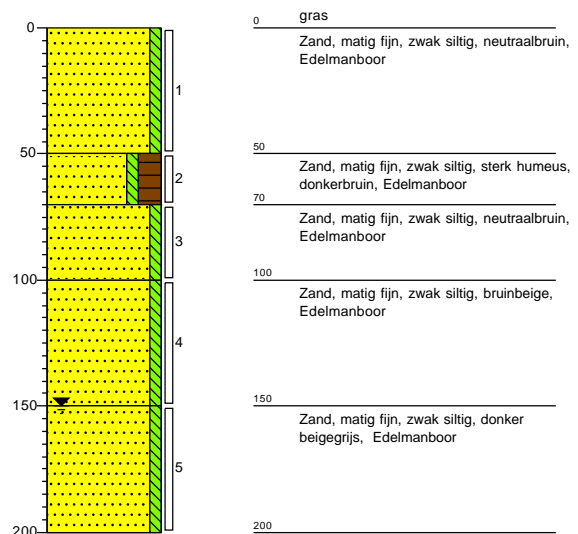 0
50
100
150
200
1
2
3
4
5
0
gras
Zand, matig fijn, zwak siltig, neutraalbruin,
Edelmanboor
50
Zand, matig fijn, zwak siltig, sterk humeus,
donkerbruin, Edelmanboor
70
Zand, matig fijn, zwak siltig, neutraalbruin,
Edelmanboor
100
Zand, matig fijn, zwak siltig, bruinbeige,
Edelmanboor
150
Zand, matig fijn, zwak siltig, donker
beigegrijs, Edelmanboor
200